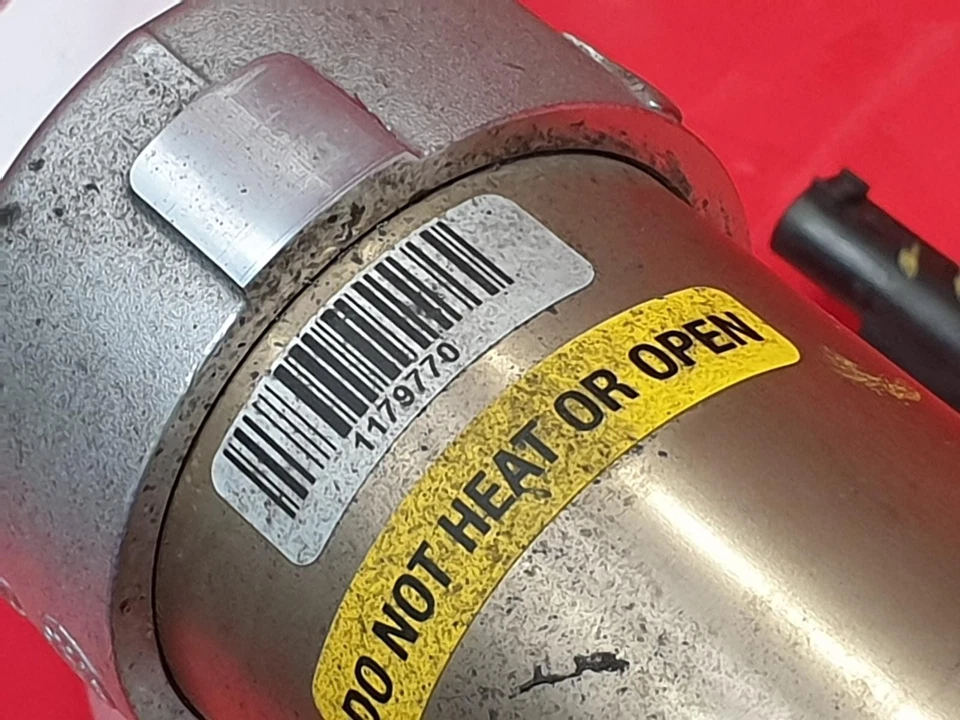 1179770
DO NOT HEAT OR OPEN